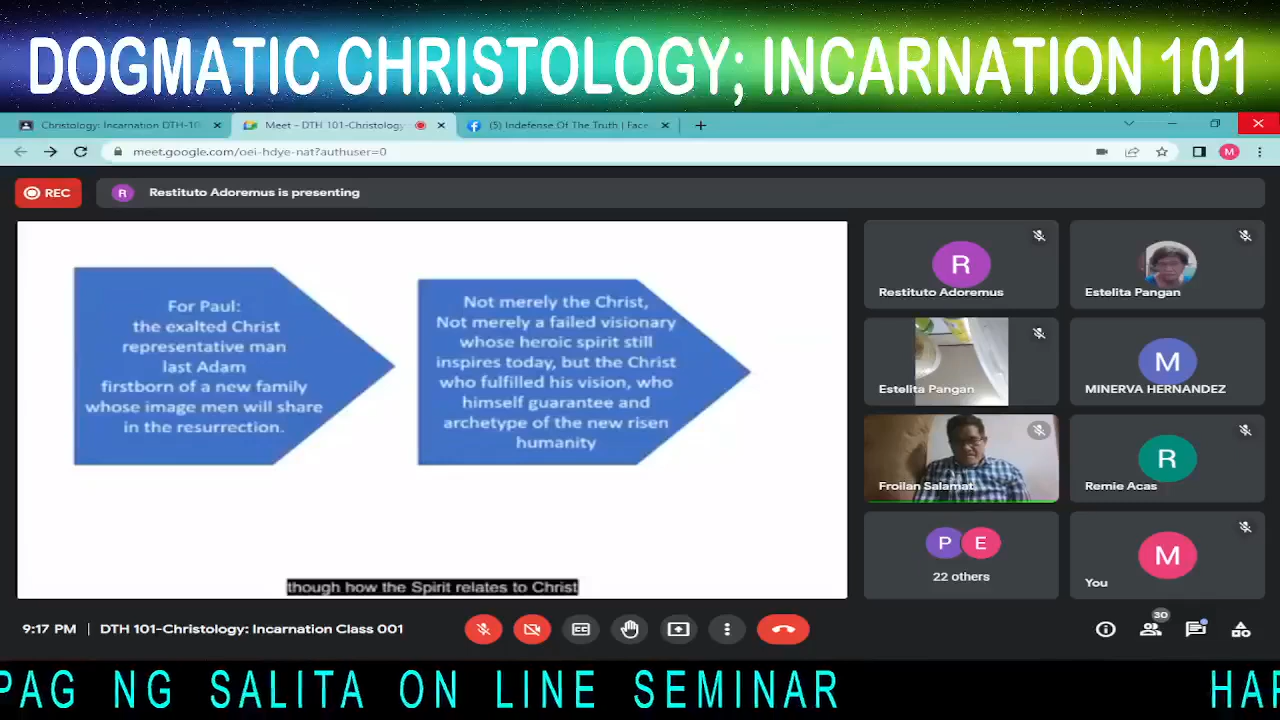 DOGMATIC CHRISTOLOGY; INCARNATION 101
Christology: Incarnation DTH-10
Meet – DTH 101-Christology
(5) Indefense Of The Truth | Face
meet.google.com/oei-hdye-nat?authuser=0
M
REC
R
Restituto Adoremus is presenting
For Paul:
the exalted Christ
representative man
last Adam
firstborn of a new family
whose image men will share
in the resurrection.
Not merely the Christ,
Not merely a failed visionary
whose heroic spirit still
inspires today, but the Christ
who fulfilled his vision, who
himself guarantee and
archetype of the new risen
humanity
though how the Spirit relates to Christ
R
Restituto Adoremus
Estelita Pangan
Estelita Pangan
M
MINERVA HERNANDEZ
Froilan Salamat
R
Remie Acas
P E
22 others
M
You
9:17 PM | DTH 101-Christology: Incarnation Class 001
CC
30
PAG NG SALITA ON LINE SEMINAR HAP